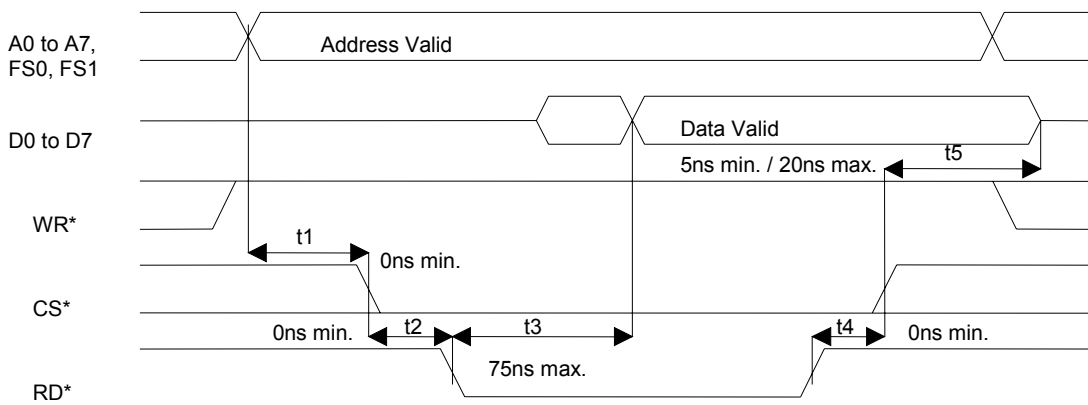 A0 to A7,
FS0, FS1
Address Valid
D0 to D7
Data Valid
5ns min. / 20ns max.
t5
WR*
t1
0ns min.
CS*
0ns min.
t2
t3
t4
0ns min.
75ns max.
RD*